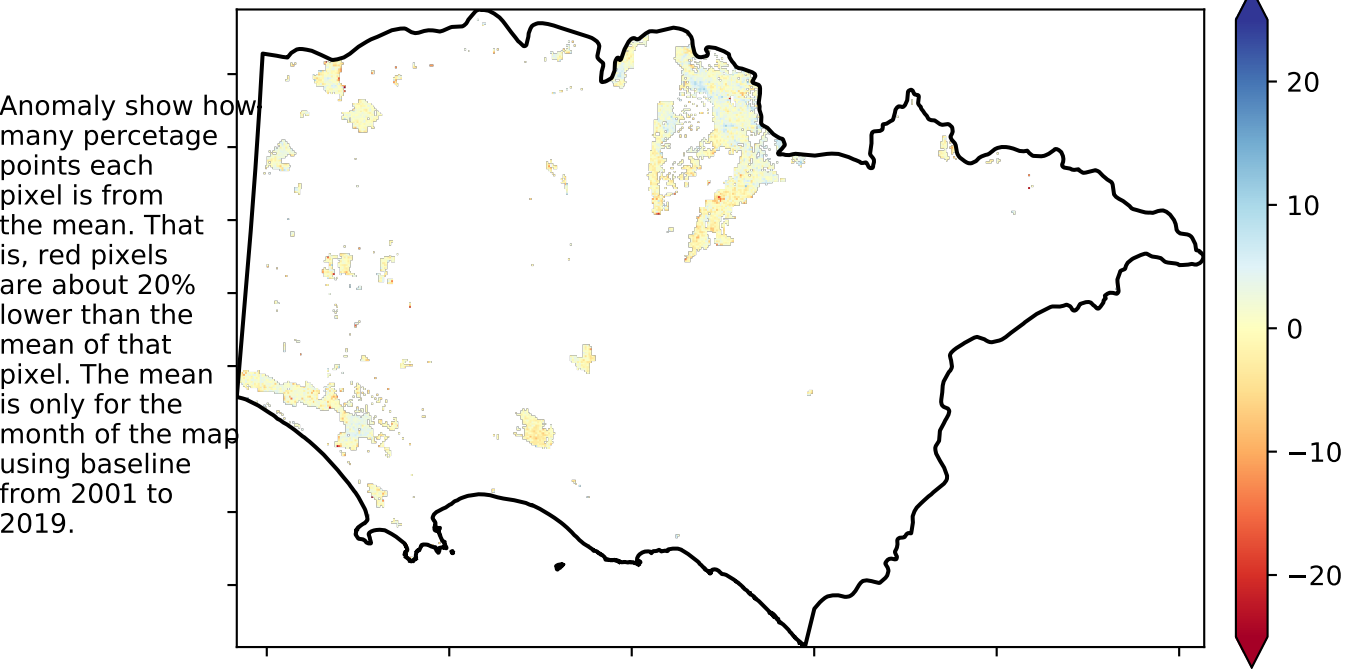 Anomaly show how
many percetage
points each
pixel is from
the mean. That
is, red pixels
are about 20%
lower than the
mean of that
pixel. The mean
is only for the
month of the map
using baseline
from 2001 to
2019.
20
10
0
−10
−20